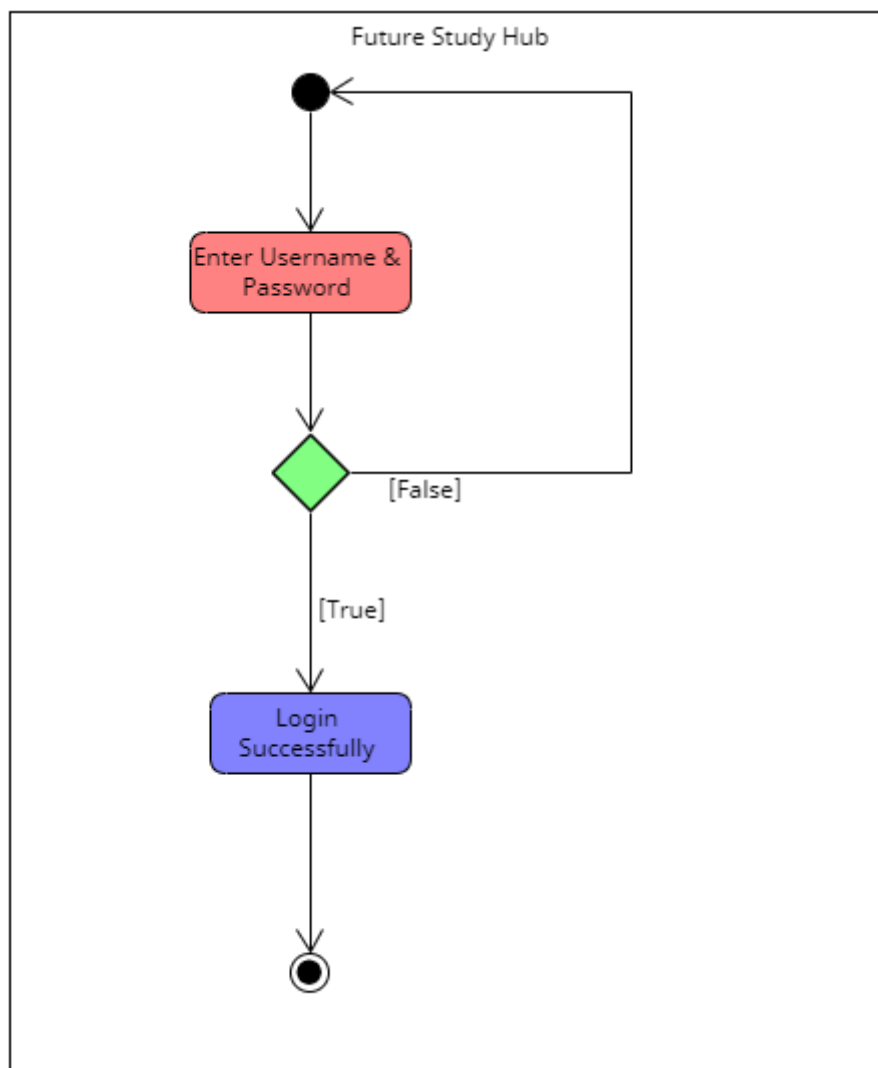 Future Study Hub
Enter Username &
Password
[False]
[True]
Login
Successfully